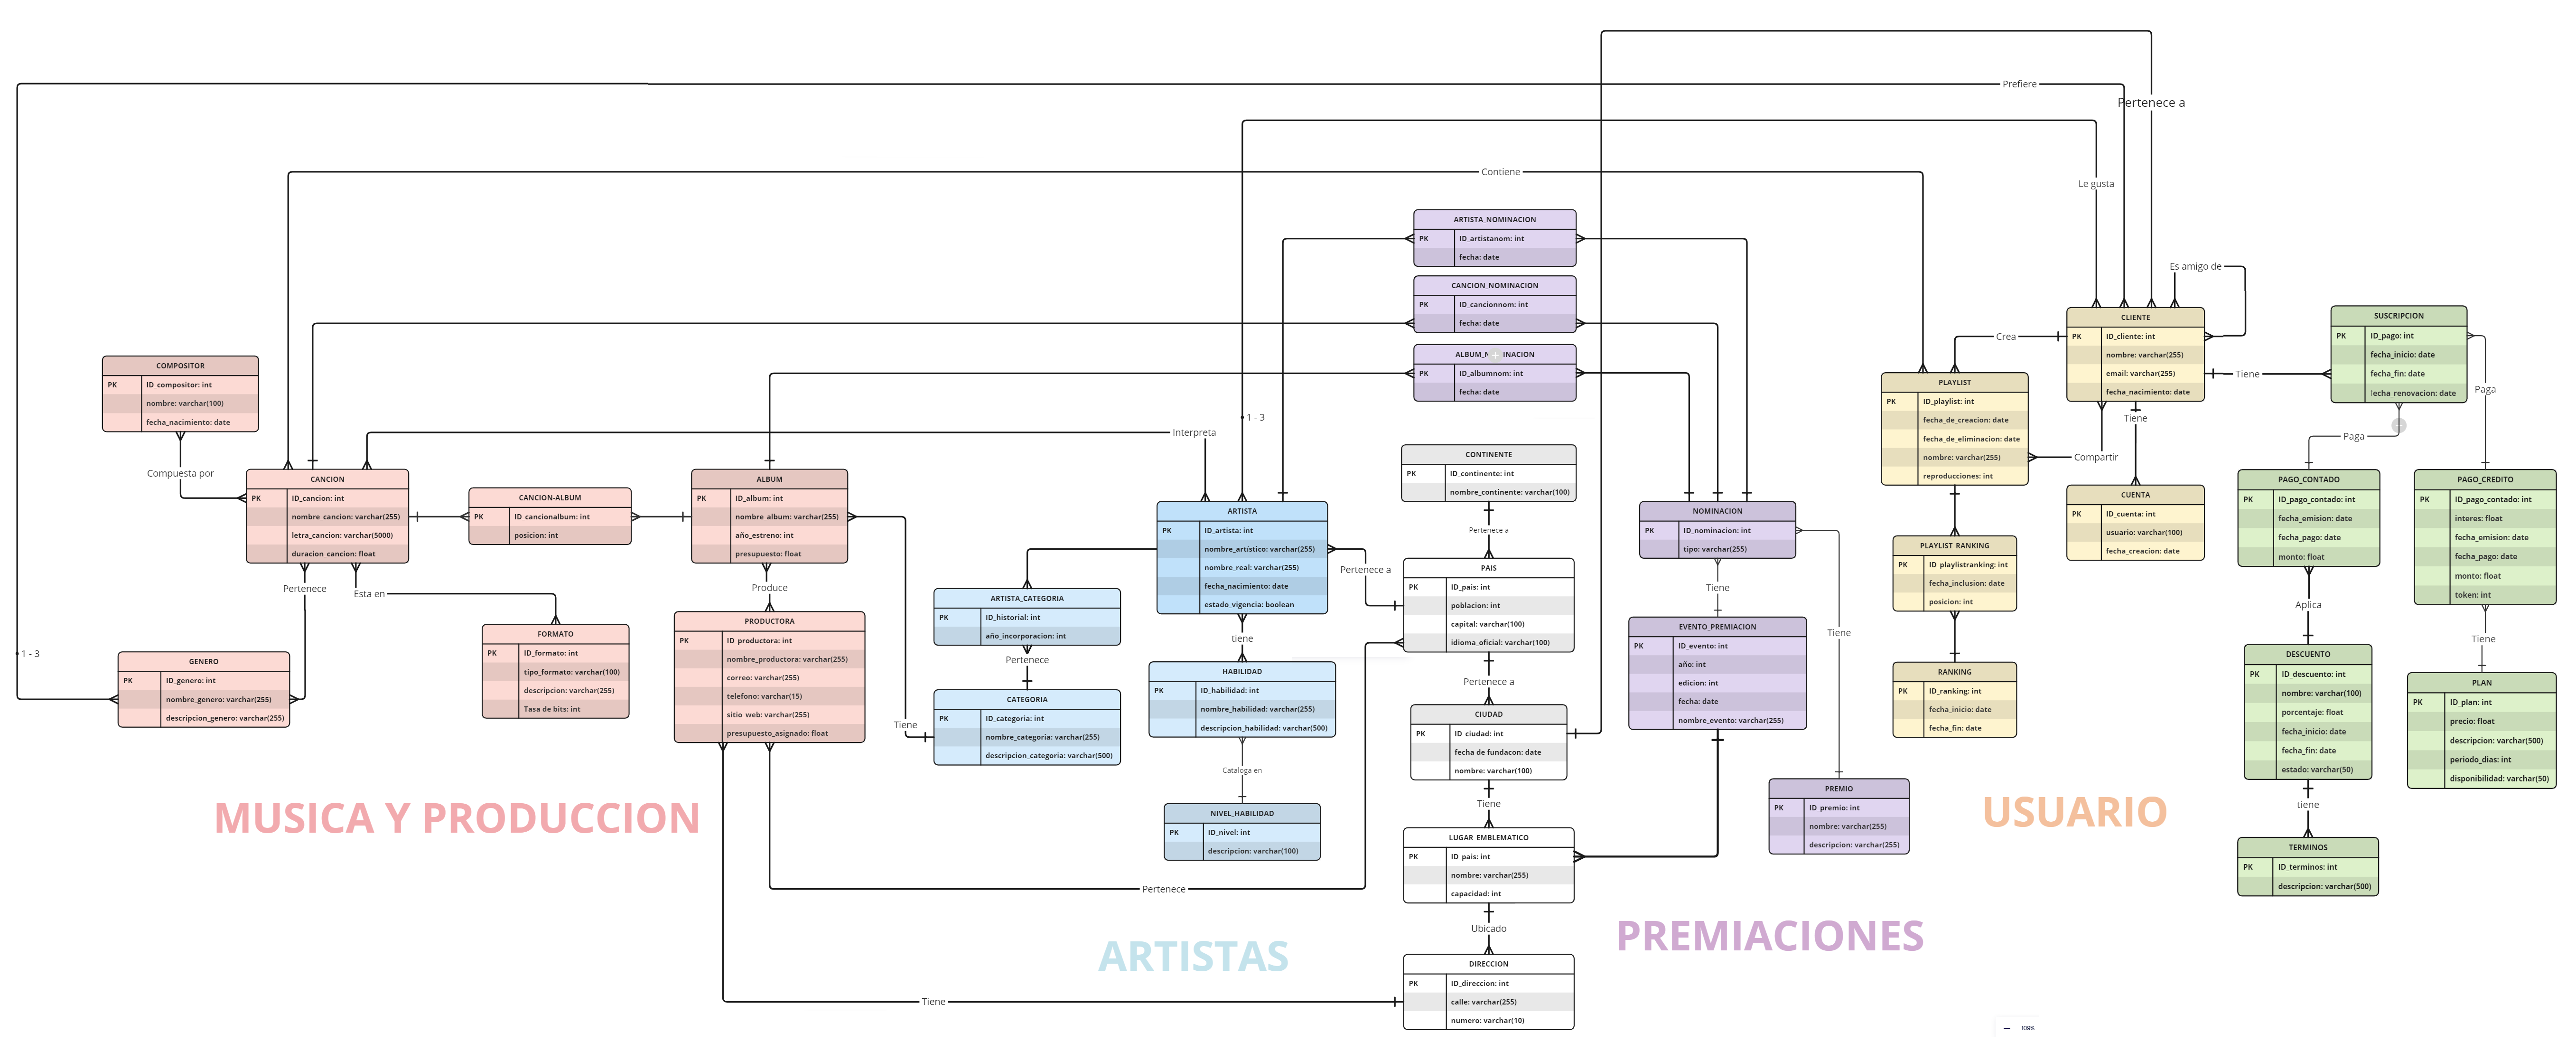 Prefiere
Pertenece a
Contiene
Le gusta
ARTISTA_NOMINACION
PK ID_artistanom: int
fecha: date
CANCION_NOMINACION
PK ID_cancionnom: int
fecha: date
ALBUM_N INACION
PK ID_albumnom: int
fecha: date
Es amigo de
CLIENTE
PK ID_cliente: int
nombre: varchar(255)
email: varchar(255)
fecha_nacimiento: date
Crea
Tiene
SUSCRIPCION
PK ID_pago: int
fecha_inicio: date
fecha_fin: date
fecha_renovacion: date
Paga
Paga
COMPOSITOR
PK ID_compositor: int
nombre: varchar(100)
fecha_nacimiento: date
Compuesta por
PLAYLIST
PK ID_playlist: int
fecha_de_creacion: date
fecha_de_eliminacion: date
nombre: varchar(255)
reproducciones: int
Tiene
Compartir
1 - 3
Interpreta
CANCION
PK ID_cancion: int
nombre_cancion: varchar(255)
letra_cancion: varchar(5000)
duracion_cancion: float
CANCION-ALBUM
PK ID_cancionalbum: int
posicion: int
ALBUM
PK ID_album: int
nombre_album: varchar(255)
año_estreno: int
presupuesto: float
ARTISTA
PK ID_artista: int
nombre_artístico: varchar(255)
nombre_real: varchar(255)
fecha_nacimiento: date
estado_vigencia: boolean
CONTINENTE
PK ID_continente: int
nombre_continente: varchar(100)
Pertenece a
Pertenece a
PAIS
PK ID_pais: int
poblacion: int
capital: varchar(100)
idioma_oficial: varchar(100)
NOMINACION
PK ID_nominacion: int
tipo: varchar(255)
Tiene
Tiene
CUENTA
PK ID_cuenta: int
usuario: varchar(100)
fecha_creacion: date
PAGO_CONTADO
PK ID_pago_contado: int
fecha_emision: date
fecha_pago: date
monto: float
PAGO_CREDITO
PK ID_pago_contado: int
interes: float
fecha_emision: date
fecha_pago: date
monto: float
token: int
PLAYLIST_RANKING
PK ID_playlistranking: int
fecha_inclusion: date
posicion: int
Pertenece
Esta en
Produce
ARTISTA_CATEGORIA
PK ID_historial: int
año_incorporacion: int
Pertenece
tiene
Aplica
Tiene
1 - 3
GENERO
PK ID_genero: int
nombre_genero: varchar(255)
descripcion_genero: varchar(255)
FORMATO
PK ID_formato: int
tipo_formato: varchar(100)
descripcion: varchar(255)
Tasa de bits: int
PRODUCTORA
PK ID_productora: int
nombre_productora: varchar(255)
correo: varchar(255)
telefono: varchar(15)
sitio_web: varchar(255)
presupuesto_asignado: float
Tiene
CATEGORIA
PK ID_categoria: int
nombre_categoria: varchar(255)
descripcion_categoria: varchar(500)
HABILIDAD
PK ID_habilidad: int
nombre_habilidad: varchar(255)
descripcion_habilidad: varchar(500)
Cataloga en
NIVEL_HABILIDAD
PK ID_nivel: int
descripcion: varchar(100)
Pertenece a
CIUDAD
PK ID_ciudad: int
fecha de fundacon: date
nombre: varchar(100)
Tiene
EVENTO_PREMIACION
PK ID_evento: int
año: int
edicion: int
fecha: date
nombre_evento: varchar(255)
RANKING
PK ID_ranking: int
fecha_inicio: date
fecha_fin: date
DESCUENTO
PK ID_descuento: int
nombre: varchar(100)
porcentaje: float
fecha_inicio: date
fecha_fin: date
estado: varchar(50)
tiene
PLAN
PK ID_plan: int
precio: float
descripcion: varchar(500)
periodo_dias: int
disponibilidad: varchar(50)
MUSICA Y PRODUCCION
LUGAR_EMBLEMATICO
PK ID_pais: int
nombre: varchar(255)
capacidad: int
Ubicado
PREMIO
PK ID_premio: int
nombre: varchar(255)
descripcion: varchar(255)
USUARIO
TERMINOS
PK ID_terminos: int
descripcion: varchar(500)
Pertenece
ARTISTAS
PREMIACIONES
Tiene
DIRECCION
PK ID_direccion: int
calle: varchar(255)
numero: varchar(10)
109%